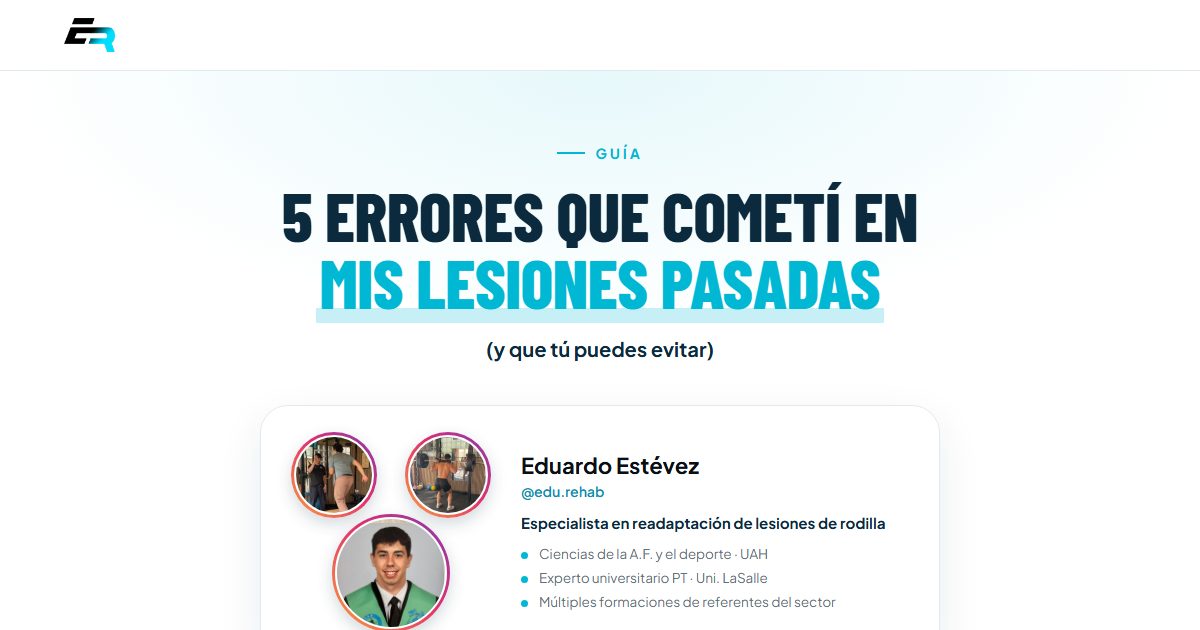 ER
GUÍA
5 ERRORES QUE COMETÍ EN
MIS LESIONES PASADAS
(y que tú puedes evitar)
Eduardo Estévez
@edu.rehab
Especialista en readaptación de lesiones de rodilla
Ciencias de la A.F. y el deporte · UAH
Experto universitario PT · Uni. LaSalle
Múltiples formaciones de referentes del sector